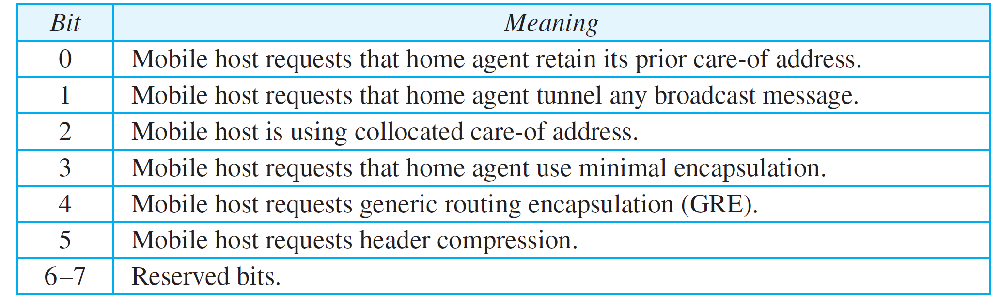 Bit Meaning
0 Mobile host requests that home agent retain its prior care-of address.
1 Mobile host requests that home agent tunnel any broadcast message.
2 Mobile host is using collocated care-of address.
3 Mobile host requests that home agent use minimal encapsulation.
4 Mobile host requests generic routing encapsulation (GRE).
5 Mobile host requests header compression.
6–7 Reserved bits.